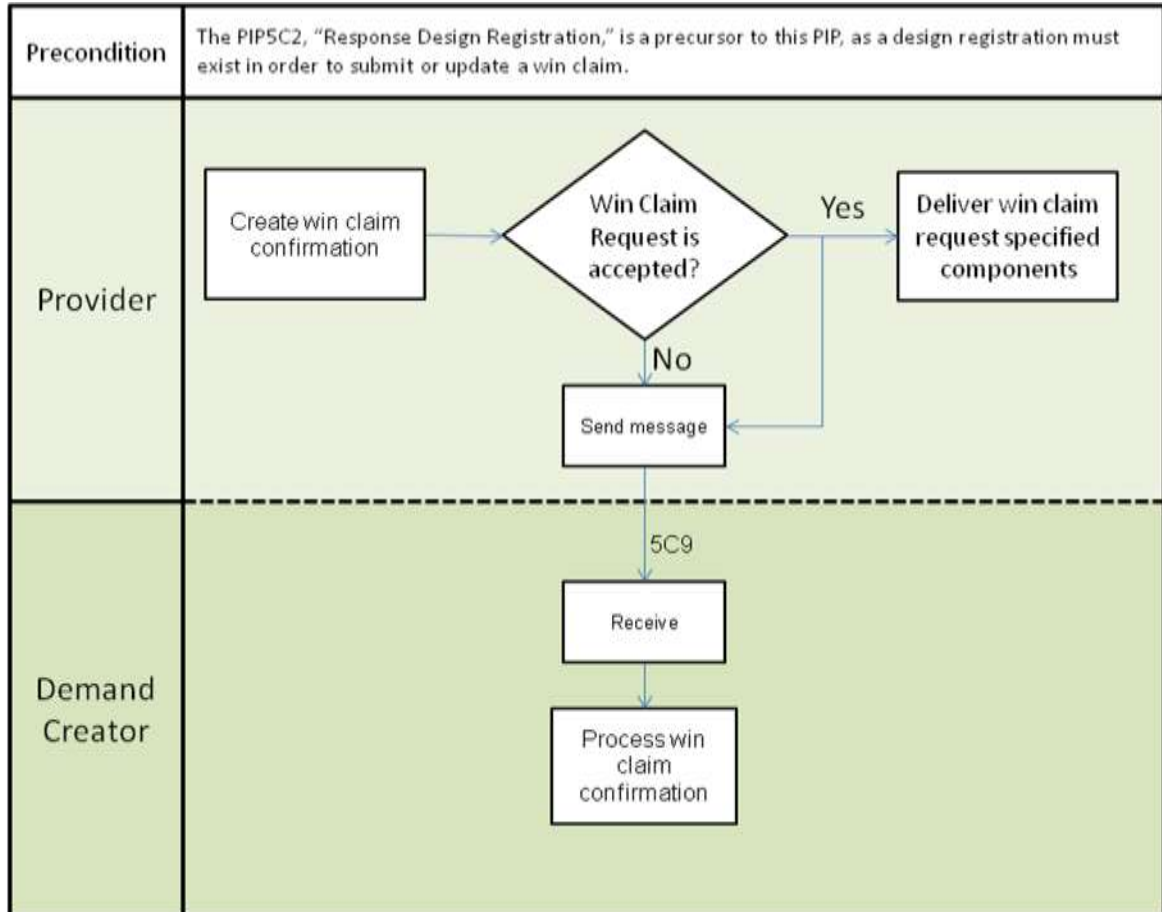 Precondition
The PIP5C2, “Response Design Registration,” is a precursor to this PIP, as a design registration must
exist in order to submit or update a win claim.
Provider
Create win claim
confirmation
Win Claim
Request is
accepted?
Yes
Deliver win claim
request specified
components
No
Send message
5C9
Demand
Creator
Receive
Process win
claim
confirmation